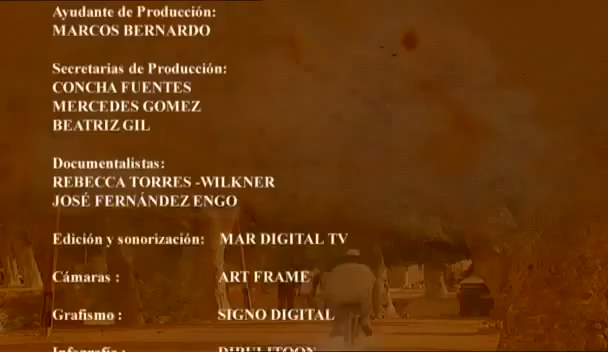 Ayudante de Producción:
MARCOS BERNARDO
Secretarias de Producción:
CONCHA FUENTES
MERCEDES GOMEZ
BEATRIZ GIL
Documentalistas:
REBECCA TORRES -WILKNER
JOSÉ FERNÁNDEZ ENGO
Edición y sonorización: MAR DIGITAL TV
Cámaras : ART FRAME
Grafismo : SIGNO DIGITAL
Infografía :